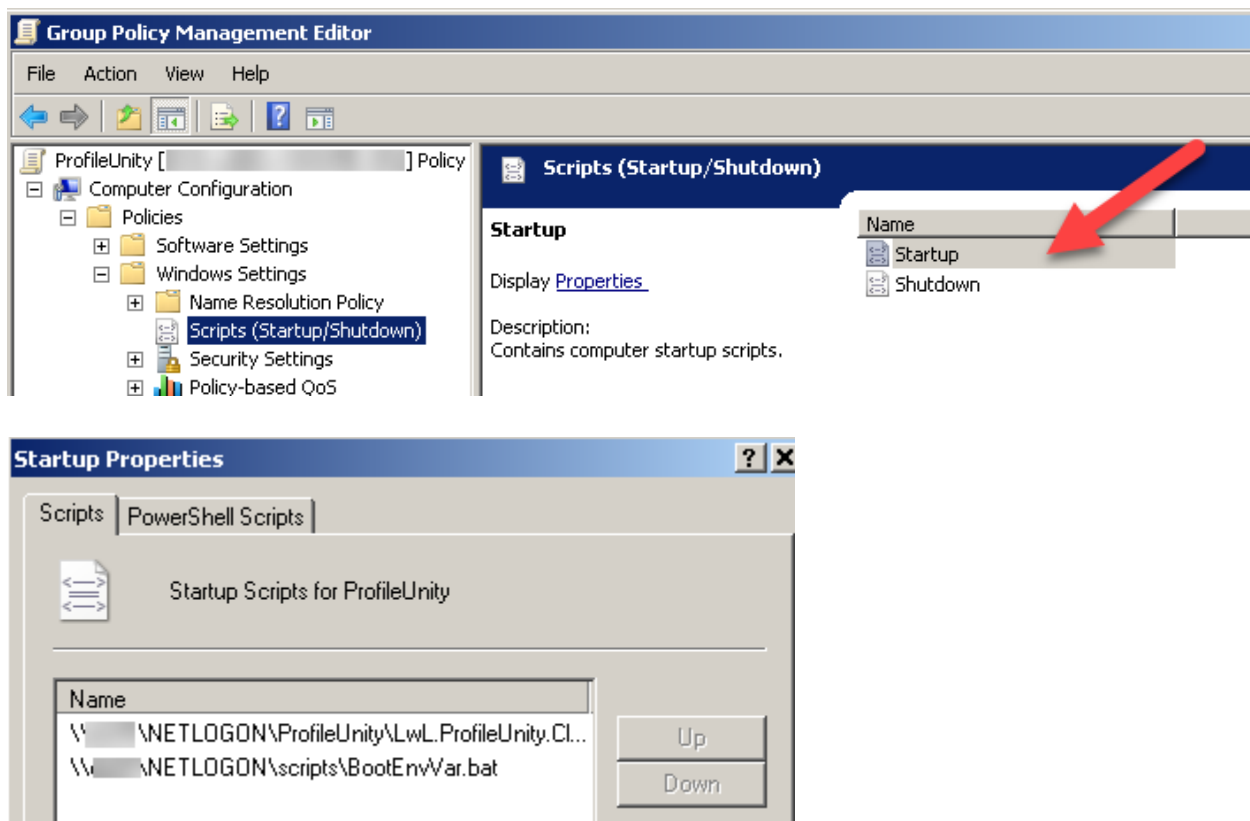 Group Policy Management Editor
File Action View Help
ProfileUnity [ ] Policy
Computer Configuration
Policies
Software Settings
Windows Settings
Name Resolution Policy
Scripts (Startup/Shutdown)
Security Settings
Policy-based QoS
Scripts (Startup/Shutdown)
Startup
Display Properties
Description:
Contains computer startup scripts.
Name
Startup
Shutdown
Startup Properties
Scripts PowerShell Scripts
Startup Scripts for ProfileUnity
Name
\\ \NETLOGON\ProfileUnity\LwL.ProfileUnity.Cl...
\\ \NETLOGON\scripts\BootEnvVar.bat
Up
Down